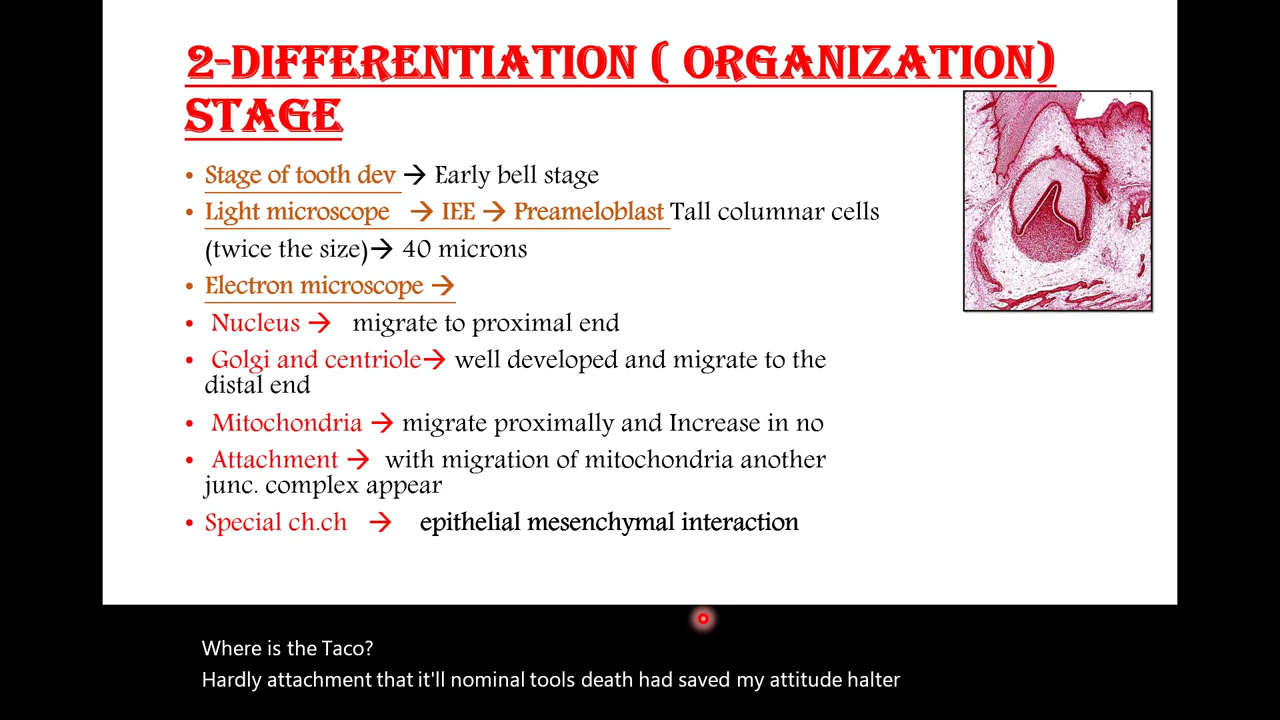 2-DIFFERENTIATION ( ORGANIZATION)
STAGE
• Stage of tooth dev → Early bell stage
• Light microscope → IEE → Preameloblast Tall columnar cells
(twice the size)→ 40 microns
• Electron microscope →
• Nucleus → migrate to proximal end
• Golgi and centriole→ well developed and migrate to the
distal end
• Mitochondria → migrate proximally and Increase in no
• Attachment → with migration of mitochondria another
junc. complex appear
• Special ch.ch → epithelial mesenchymal interaction
Where is the Taco?
Hardly attachment that it'll nominal tools death had saved my attitude halter